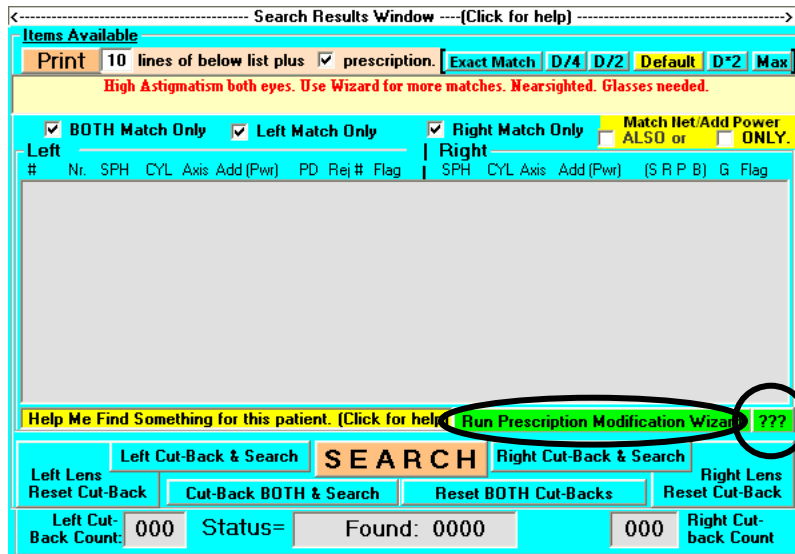 <---------------------------------- Search Results Window ----(Click for help) ------------------------------->
Items Available
Print 10 lines of below list plus prescription. [ Exact Match D/4 D/2 Default D*2 Max ]
High Astigmatism both eyes. Use Wizard for more matches. Nearsighted. Glasses needed.
BOTH Match Only Left Match Only Right Match Only Match Net/Add Power
ALSO or ONLY.
Left | Right
# Nr. SPH CYL Axis Add (Pwr) PD Rej # Flag | SPH CYL Axis Add (Pwr) (S R P B) G Flag
Help Me Find Something for this patient. (Click for help) Run Prescription Modification Wizard ???
Left Cut-Back & Search SEARCH Right Cut-Back & Search
Left Lens
Reset Cut-Back Cut-Back BOTH & Search Reset BOTH Cut-Backs Right Lens
Reset Cut-Back
Left Cut-
Back Count: 000 Status= Found: 0000 000 Right Cut-
back Count